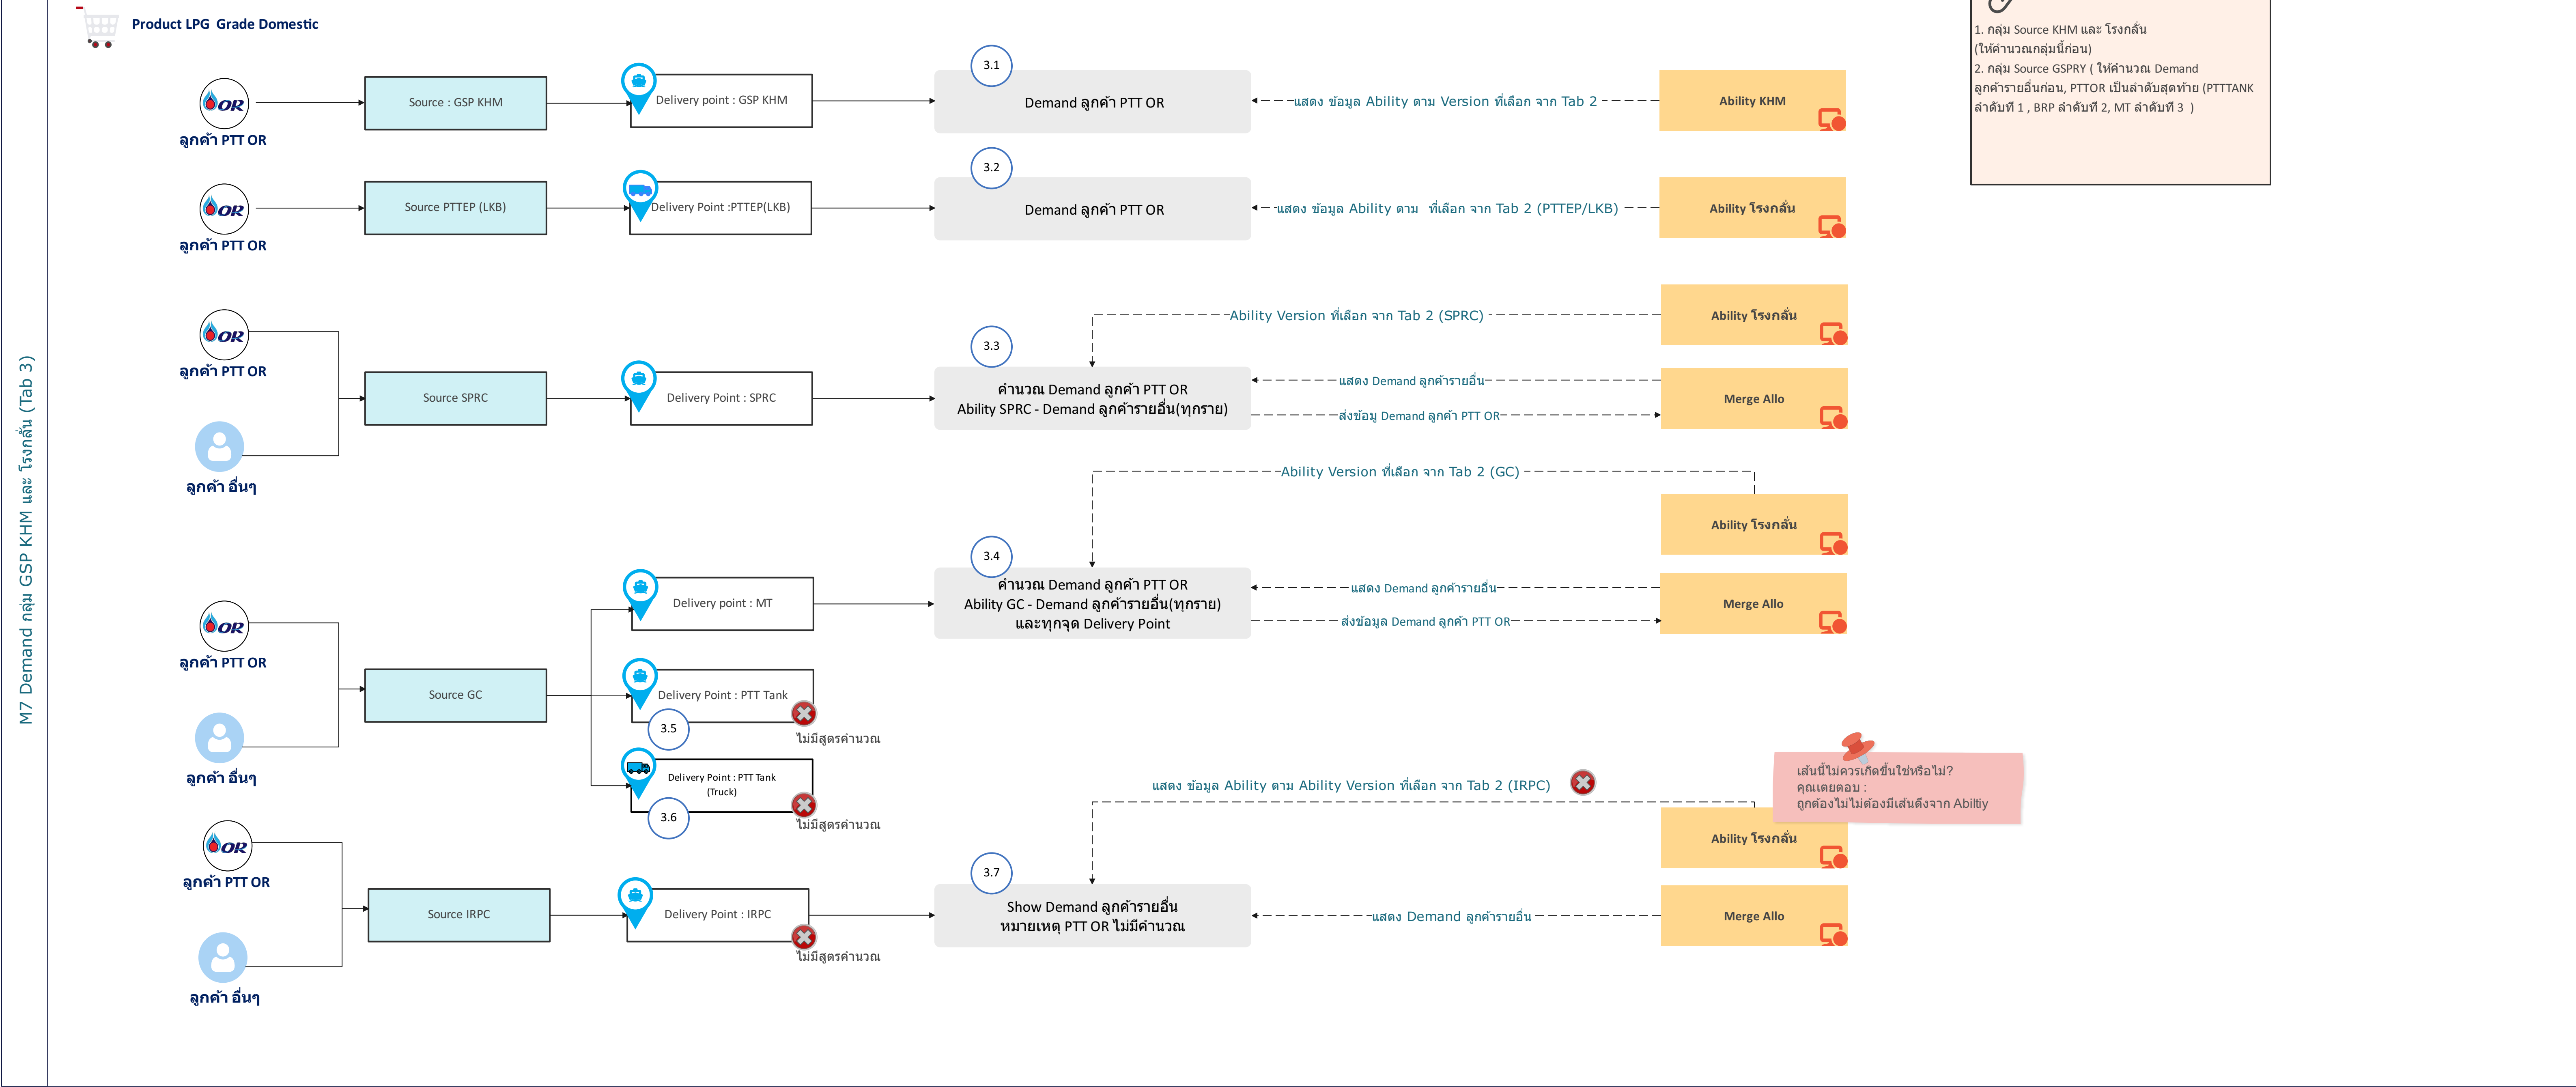 Product LPG  Grade Domestic
1. กลุ่ม Source KHM และ โรงกลั่น
(ให้คำนวณกลุ่มนี้ก่อน)
2. กลุ่ม Source GSPRY ( ให้คำนวณ Demand
ลูกค้ารายอื่นก่อน, PTTOR เป็นลำดับสุดท้าย (PTTTANK
ลำดับที 1 , BRP ลำดับที 2, MT ลำดับที 3  )
M7 Demand กลุ่ม GSP KHM และ โรงกลั่น (Tab 3)
OR
ลูกค้า PTT OR
Source : GSP KHM
Delivery point : GSP KHM
3.1
Demand ลูกค้า PTT OR
แสดง ข้อมูล Ability ตาม Version ที่เลือก จาก Tab 2
Ability KHM
OR
ลูกค้า PTT OR
Source PTTEP (LKB)
Delivery Point :PTTEP(LKB)
3.2
Demand ลูกค้า PTT OR
แสดง ข้อมูล Ability ตาม  ที่เลือก จาก Tab 2 (PTTEP/LKB)
Ability โรงกลั่น
OR
ลูกค้า PTT OR
ลูกค้า อื่นๆ
Source SPRC
Delivery Point : SPRC
3.3
คำนวณ Demand ลูกค้า PTT OR
Ability SPRC - Demand ลูกค้ารายอื่น(ทุกราย)
Ability Version ที่เลือก จาก Tab 2 (SPRC)
Ability โรงกลั่น
แสดง Demand ลูกค้ารายอื่น
ส่งข้อมู Demand ลูกค้า PTT OR
Merge Allo
OR
ลูกค้า PTT OR
ลูกค้า อื่นๆ
Source GC
Delivery point : MT
3.4
คำนวณ Demand ลูกค้า PTT OR
Ability GC - Demand ลูกค้ารายอื่น(ทุกราย)
และทุกจุด Delivery Point
Ability Version ที่เลือก จาก Tab 2 (GC)
Ability โรงกลั่น
แสดง Demand ลูกค้ารายอื่น
ส่งข้อมูล Demand ลูกค้า PTT OR
Merge Allo
Delivery Point : PTT Tank
3.5
ไม่มีสูตรคำนวณ
Delivery Point : PTT Tank
(Truck)
3.6
ไม่มีสูตรคำนวณ
OR
ลูกค้า PTT OR
ลูกค้า อื่นๆ
Source IRPC
Delivery Point : IRPC
ไม่มีสูตรคำนวณ
3.7
Show Demand ลูกค้ารายอื่น
หมายเหตุ PTT OR ไม่มีคำนวณ
แสดง ข้อมูล Ability ตาม Ability Version ที่เลือก จาก Tab 2 (IRPC)
เส้นนี้ไม่ควรเกิดขึ้นใช่หรือไม่?
คุณเตยตอบ :
ถูกต้องไม่ไม่ต้องมีเส้นดึงจาก Abiltiy
Ability โรงกลั่น
แสดง Demand ลูกค้ารายอื่น
Merge Allo